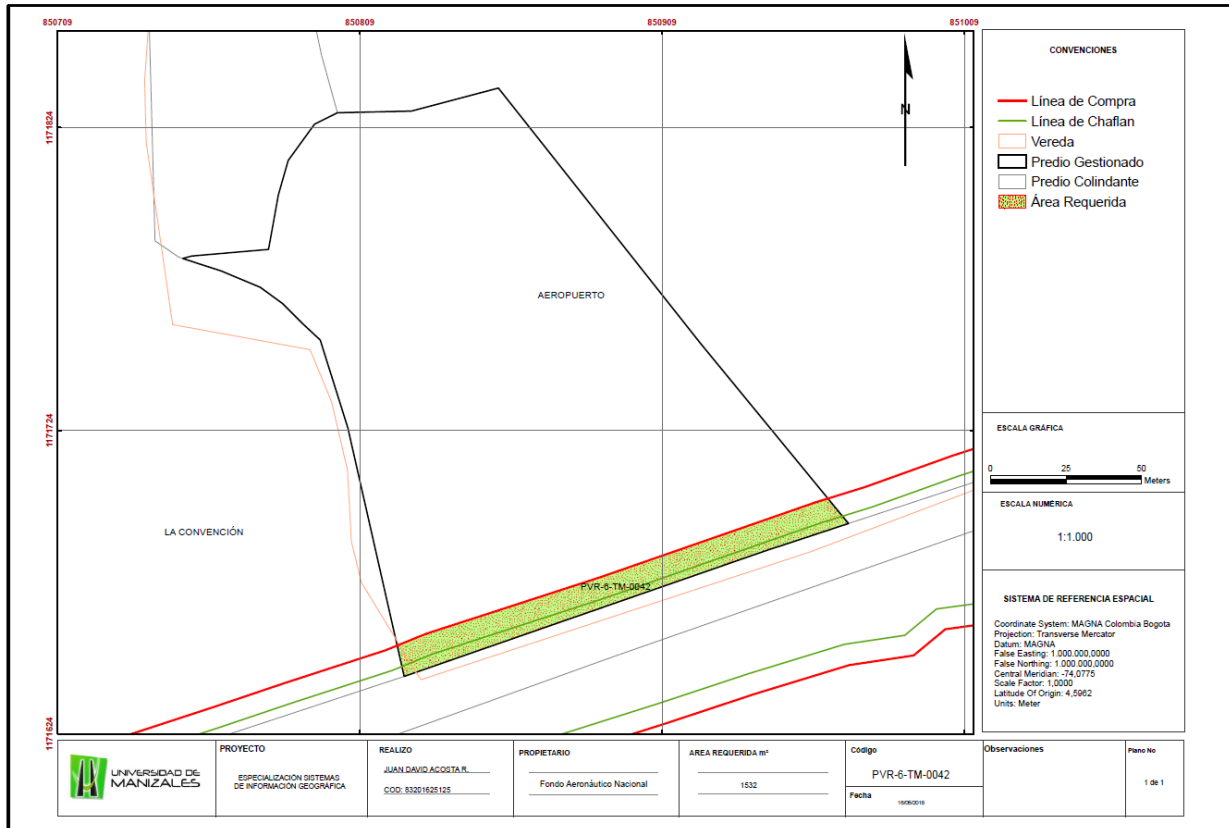 850709
850809
850909
851009
1171824
1171724
1171624
N
AEROPUERTO
LA CONVENCIÓN
PVR-6-TM-0042
CONVENCIONES
Línea de Compra
Línea de Chaflan
Vereda
Predio Gestionado
Predio Colindante
Área Requerida
ESCALA GRÁFICA
0 25 50
Meters
ESCALA NUMÉRICA
1:1.000
SISTEMA DE REFERENCIA ESPACIAL
Coordinate System: MAGNA Colombia Bogota
Projection: Transverse Mercator
Datum: MAGNA
False Easting: 1.000.000,0000
False Northing: 1.000.000,0000
Central Meridian: -74,0775
Scale Factor: 1,0000
Latitude Of Origin: 4,5962
Units: Meter
UNIVERSIDAD DE
MANIZALES
PROYECTO
ESPECIALIZACIÓN SISTEMAS
DE INFORMACIÓN GEOGRÁFICA
REALIZO
JUAN DAVID ACOSTA R.
COD: 63201625125
PROPIETARIO
Fondo Aeronáutico Nacional
AREA REQUERIDA m²
1532
Código
PVR-6-TM-0042
Fecha
Observaciones
Plano No
1 de 1